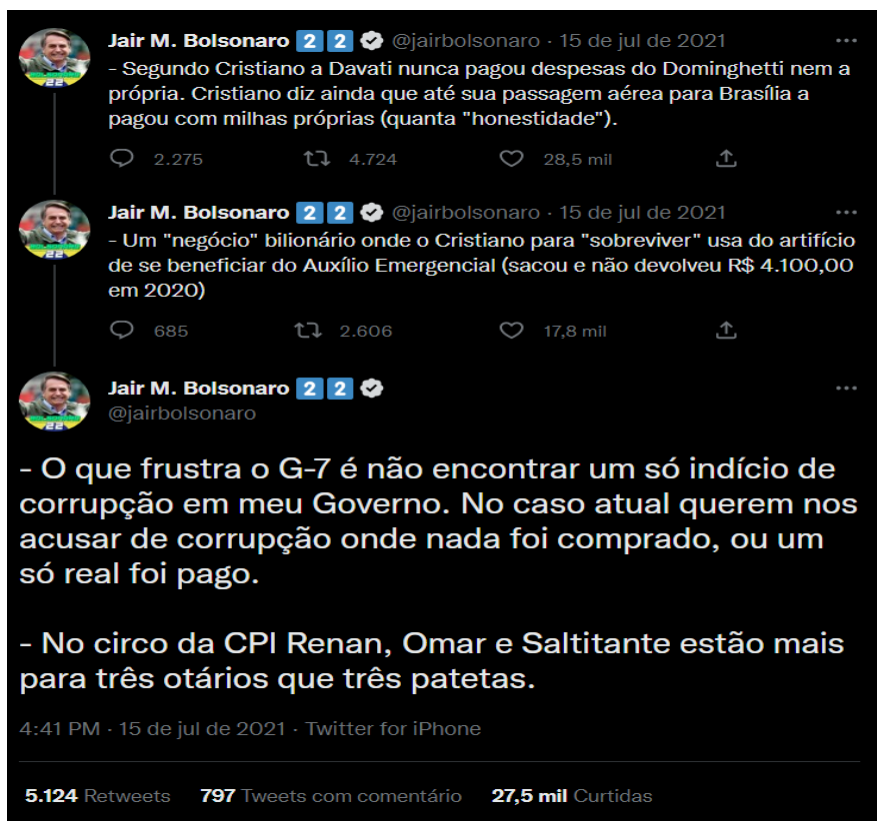 Jair M. Bolsonaro 2️⃣ 2️⃣ @jairbolsonaro · 15 de jul de 2021
- Segundo Cristiano a Davati nunca pagou despesas do Dominghetti nem a
própria. Cristiano diz ainda que até sua passagem aérea para Brasília a
pagou com milhas próprias (quanta "honestidade").
2.275 4.724 28,5 mil
Jair M. Bolsonaro 2️⃣ 2️⃣ @jairbolsonaro · 15 de jul de 2021
- Um "negócio" bilionário onde o Cristiano para "sobreviver" usa do artifício
de se beneficiar do Auxílio Emergencial (sacou e não devolveu R$ 4.100,00
em 2020)
685 2.606 17,8 mil
Jair M. Bolsonaro 2️⃣ 2️⃣
@jairbolsonaro
- O que frustra o G-7 é não encontrar um só indício de
corrupção em meu Governo. No caso atual querem nos
acusar de corrupção onde nada foi comprado, ou um
só real foi pago.
- No circo da CPI Renan, Omar e Saltitante estão mais
para três otários que três patetas.
4:41 PM · 15 de jul de 2021 · Twitter for iPhone
5.124 Retweets 797 Tweets com comentário 27,5 mil Curtidas